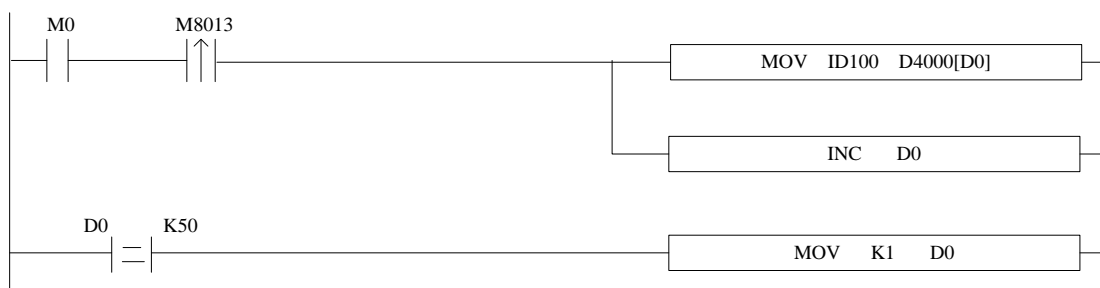 M0 M8013
MOV ID100 D4000[D0]
INC D0
D0 K50
MOV K1 D0